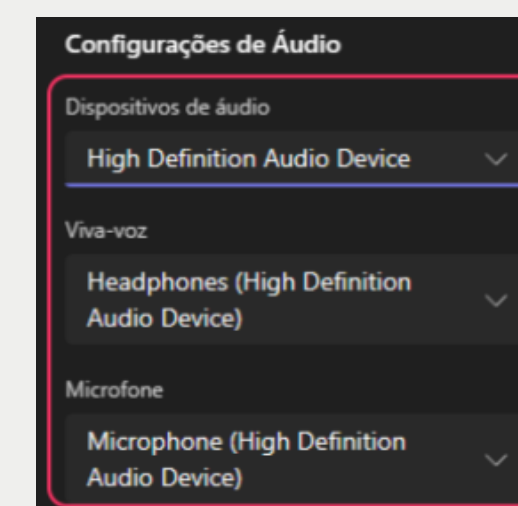 Configurações de Áudio
Dispositivos de áudio
High Definition Audio Device
Viva-voz
Headphones (High Definition
Audio Device)
Microfone
Microphone (High Definition
Audio Device)